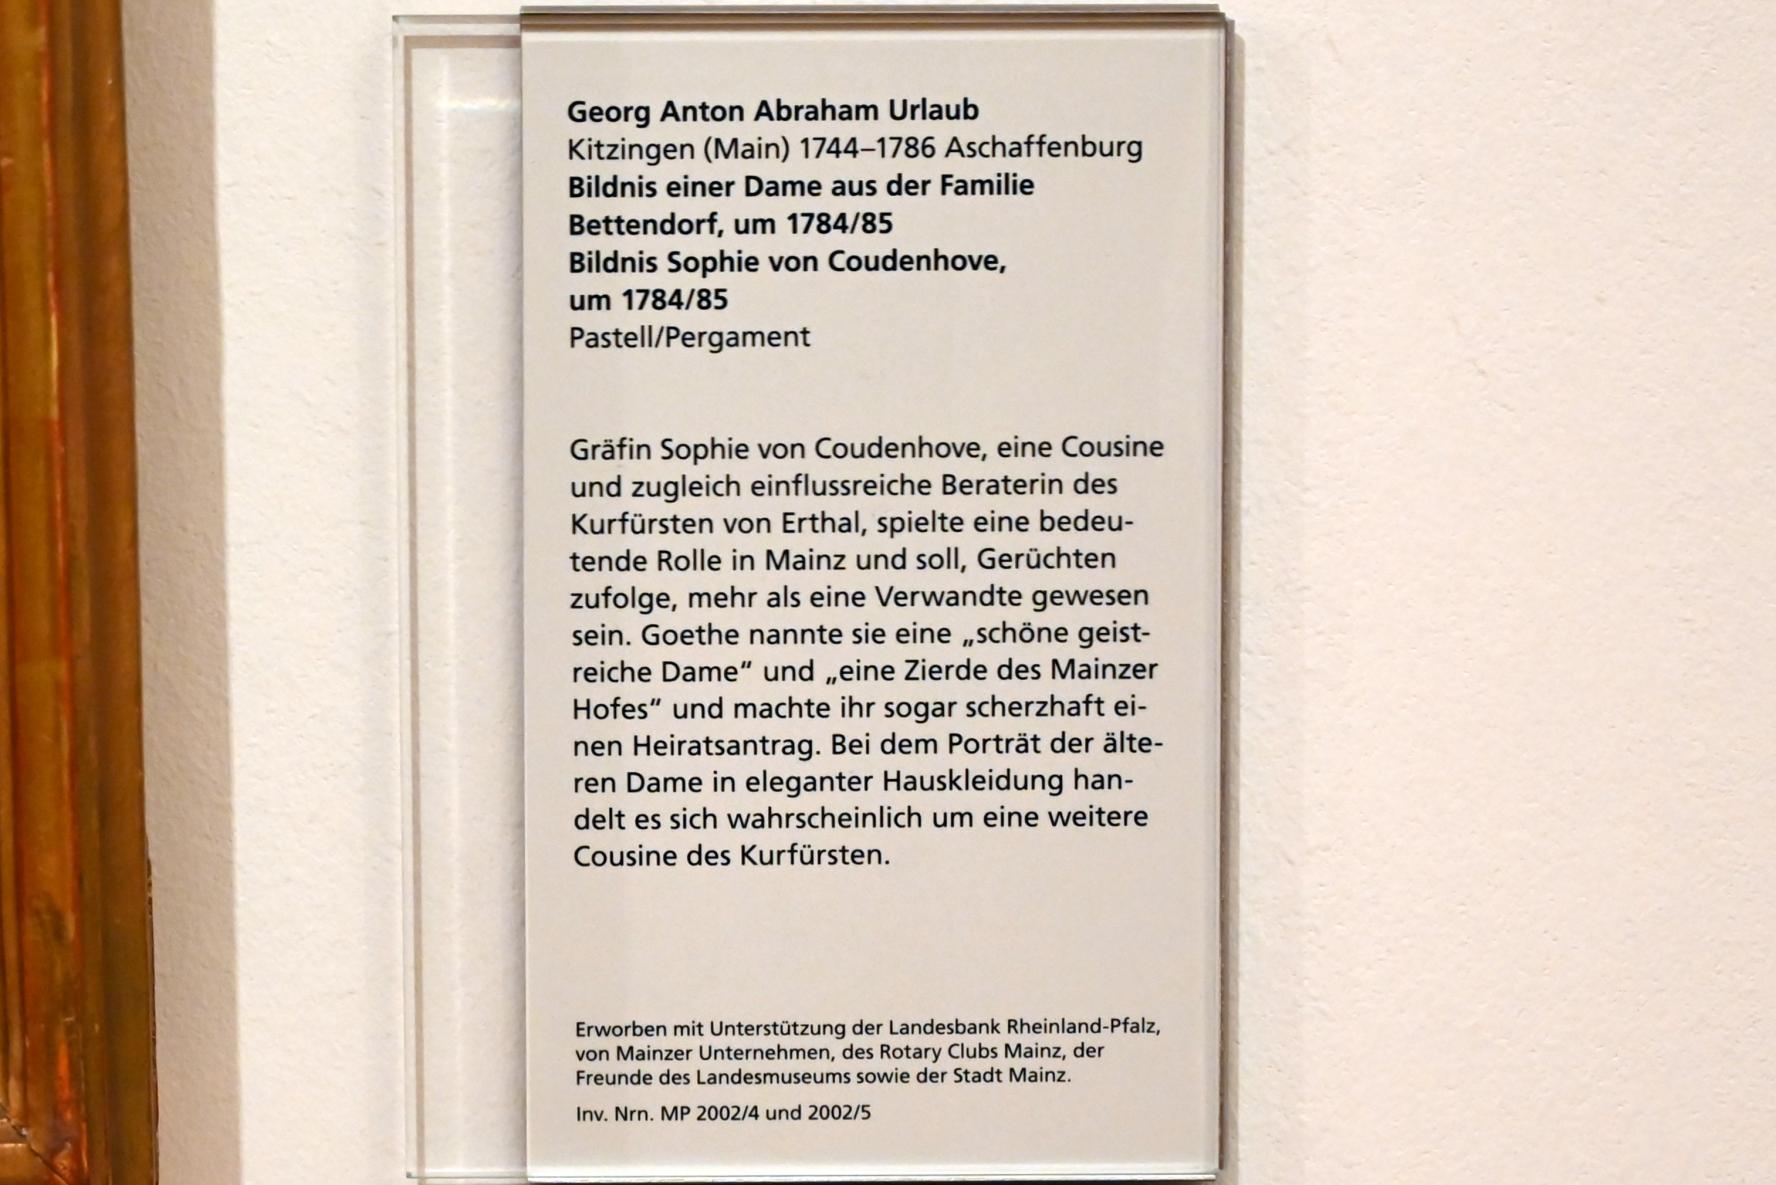 Georg Anton Abraham Urlaub
Kitzingen (Main) 1744–1786 Aschaffenburg
Bildnis einer Dame aus der Familie
Bettendorf, um 1784/85
Bildnis Sophie von Coudenhove,
um 1784/85
Pastell/Pergament
Gräfin Sophie von Coudenhove, eine Cousine
und zugleich einflussreiche Beraterin des
Kurfürsten von Erthal, spielte eine bedeu-
tende Rolle in Mainz und soll, Gerüchten
zufolge, mehr als eine Verwandte gewesen
sein. Goethe nannte sie eine „schöne geist-
reiche Dame“ und „eine Zierde des Mainzer
Hofes“ und machte ihr sogar scherzhaft ei-
nen Heiratsantrag. Bei dem Porträt der älte-
ren Dame in eleganter Hauskleidung han-
delt es sich wahrscheinlich um eine weitere
Cousine des Kurfürsten.
Erworben mit Unterstützung der Landesbank Rheinland-Pfalz,
von Mainzer Unternehmen, des Rotary Clubs Mainz, der
Freunde des Landesmuseums sowie der Stadt Mainz.
Inv. Nrn. MP 2002/4 und 2002/5